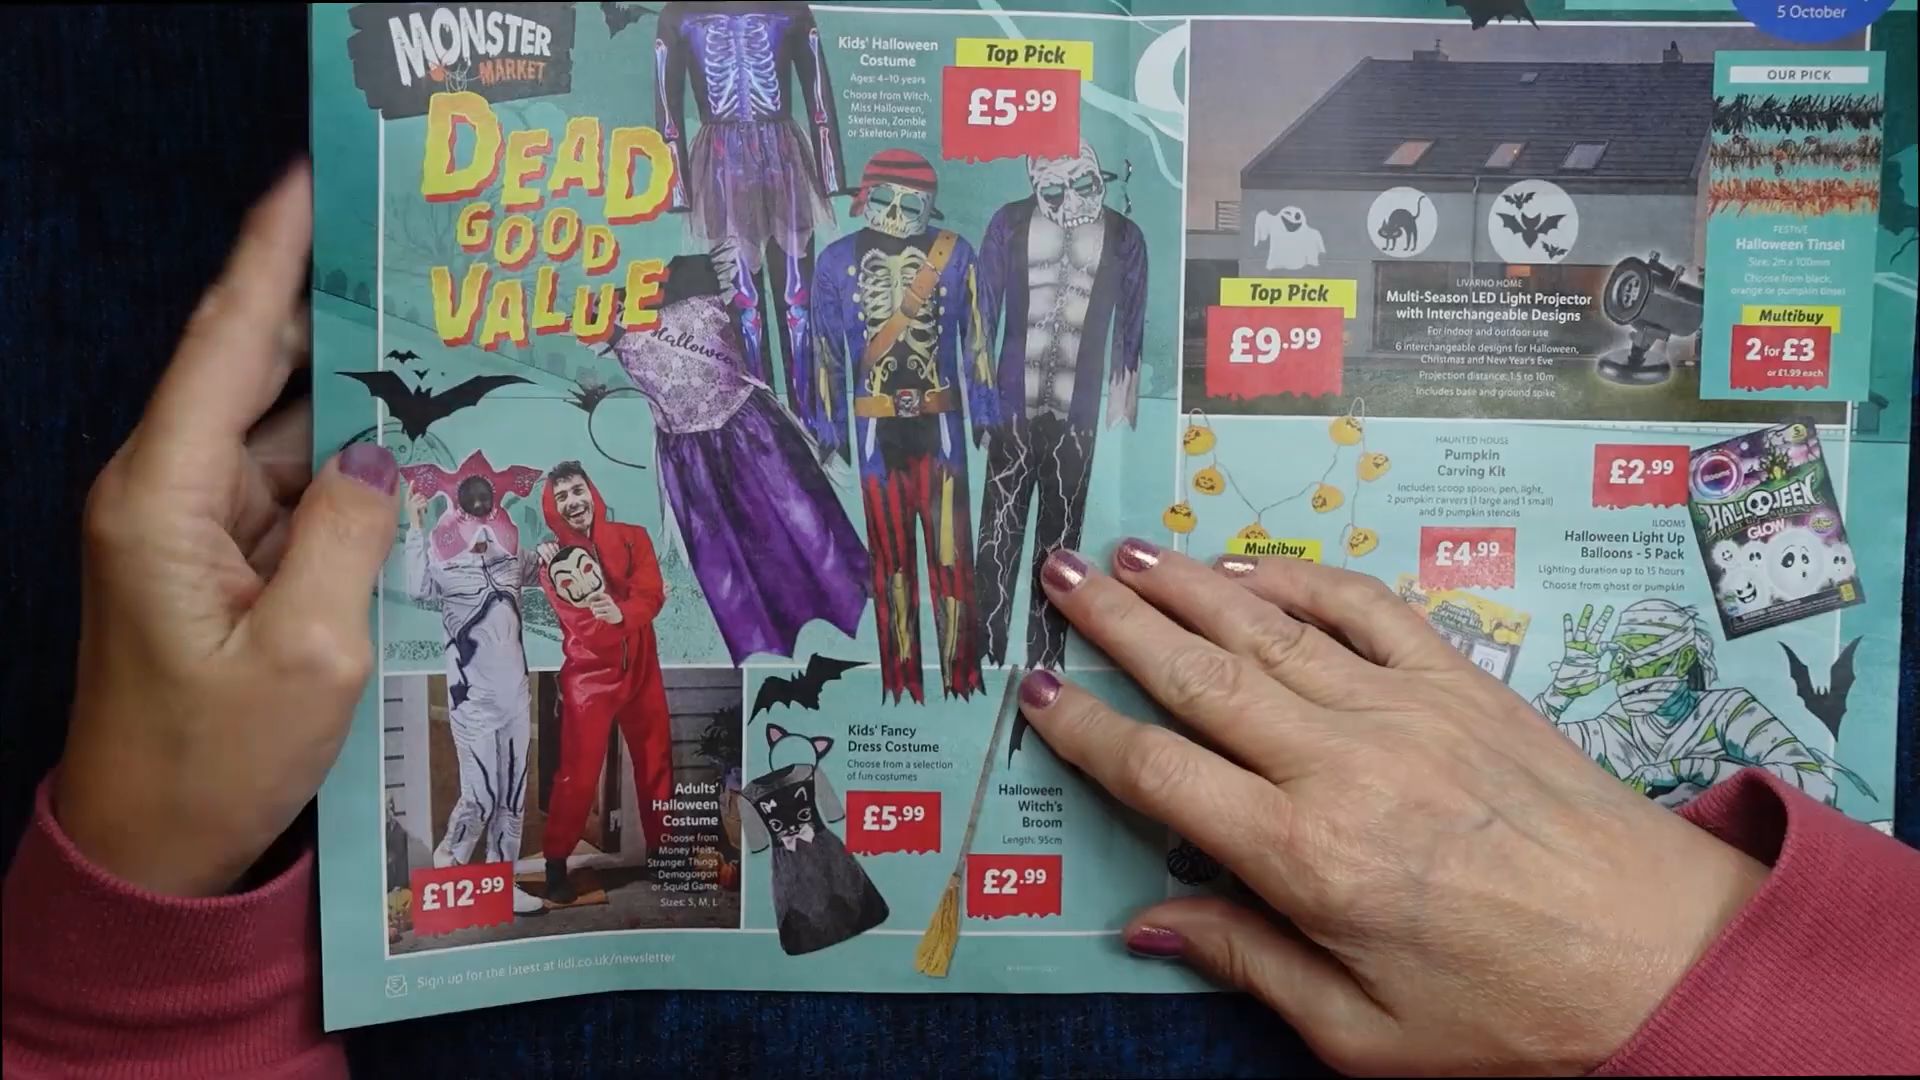 MONSTER
MARKET
DEAD
GOOD
VALUE
Kids' Halloween
Costume
Ages: 4-10 years
Choose from Witch,
Miss Halloween,
Skeleton, Zombie
or Skeleton Pirate
Top Pick
£5.99
Halloween
Adults'
Halloween
Costume
Choose from
Money Heist,
Stranger Things
Demogorgon
or Squid Game
Sizes: S, M, L
£12.99
Kids' Fancy
Dress Costume
Choose from a selection
of fun costumes
£5.99
Halloween
Witch's
Broom
Length: 95cm
£2.99
Sign up for the latest at lidl.co.uk/newsletter
5 October
Top Pick
£9.99
LIVARNO HOME
Multi-Season LED Light Projector
with Interchangeable Designs
For indoor and outdoor use
6 interchangeable designs for Halloween,
Christmas and New Year's Eve
Projection distance: 1.5 to 10m
Includes base and ground spike
OUR PICK
FESTIVE
Halloween Tinsel
Size: 2m x 100mm
Choose from black,
orange or pumpkin tinsel
Multibuy
2 for £3
or £1.99 each
Multibuy
HAUNTED HOUSE
Pumpkin
Carving Kit
Includes scoop spoon, pen, light,
2 pumpkin carvers (1 large and 1 small)
and 9 pumpkin stencils
£4.99
£2.99
ILOOMS
Halloween Light Up
Balloons - 5 Pack
Lighting duration up to 15 hours
Choose from ghost or pumpkin
HALLOWEEN
GLOW